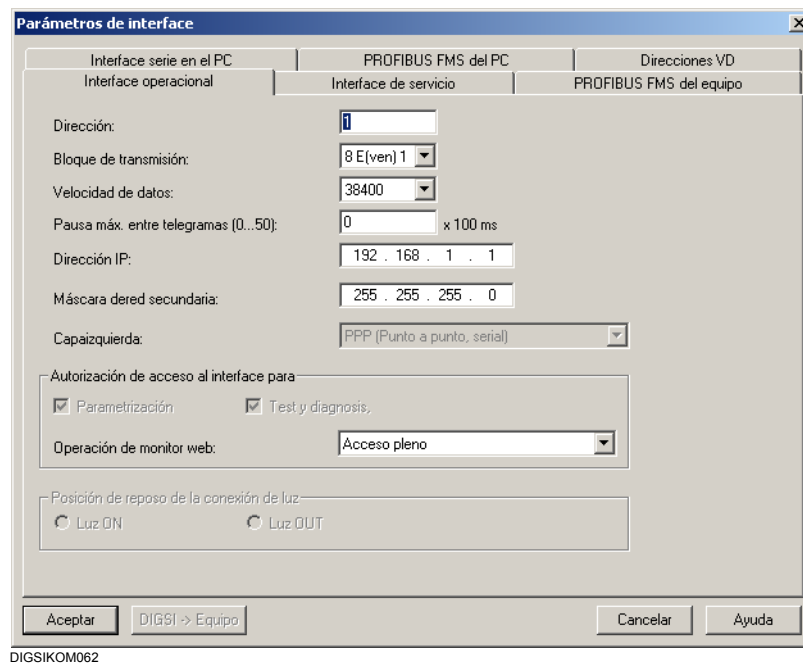 Parámetros de interface
Interface serie en el PC
PROFIBUS FMS del PC
Direcciones VD
Interface operacional
Interface de servicio
PROFIBUS FMS del equipo
Dirección:
1
Bloque de transmisión:
8 E(ven) 1
Velocidad de datos:
38400
Pausa máx. entre telegramas (0...50):
0
x 100 ms
Dirección IP:
192 . 168 . 1 . 1
Máscara dered secundaria:
255 . 255 . 255 . 0
Capaizquierda:
PPP (Punto a punto, serial)
Autorización de acceso al interface para
Parametrización
Test y diagnosis,
Operación de monitor web:
Acceso pleno
Posición de reposo de la conexión de luz
Luz ON
Luz OUT
Aceptar
DIGSI -> Equipo
Cancelar
Ayuda
DIGSIKOM062